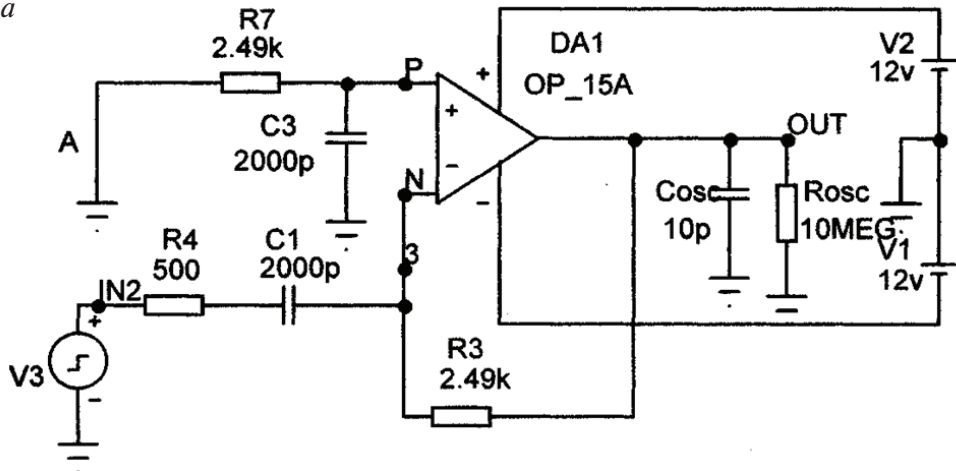 a
R7
2.49k
P
+
DA1
OP_15A
V2
12v
+
A
C3
2000p
OUT
N
−
−
Cosc
10p
Rosc
10MEG
V1
12v
3
R4
500
C1
2000p
IN2
+
V3
−
R3
2.49k